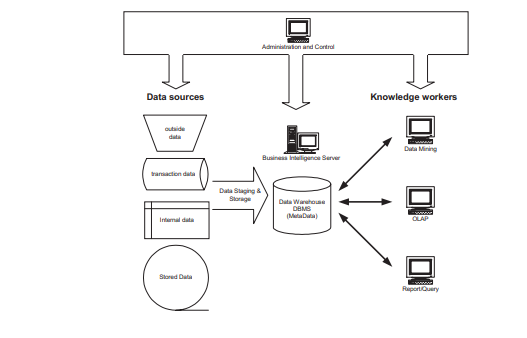 Administration and Control
Data sources
Knowledge workers
outside
data
transaction data
Internal data
Stored Data
Data Staging &
Storage
Business Intelligence Server
Data Warehouse
DBMS
(MetaData)
Data Mining
OLAP
Report/Query